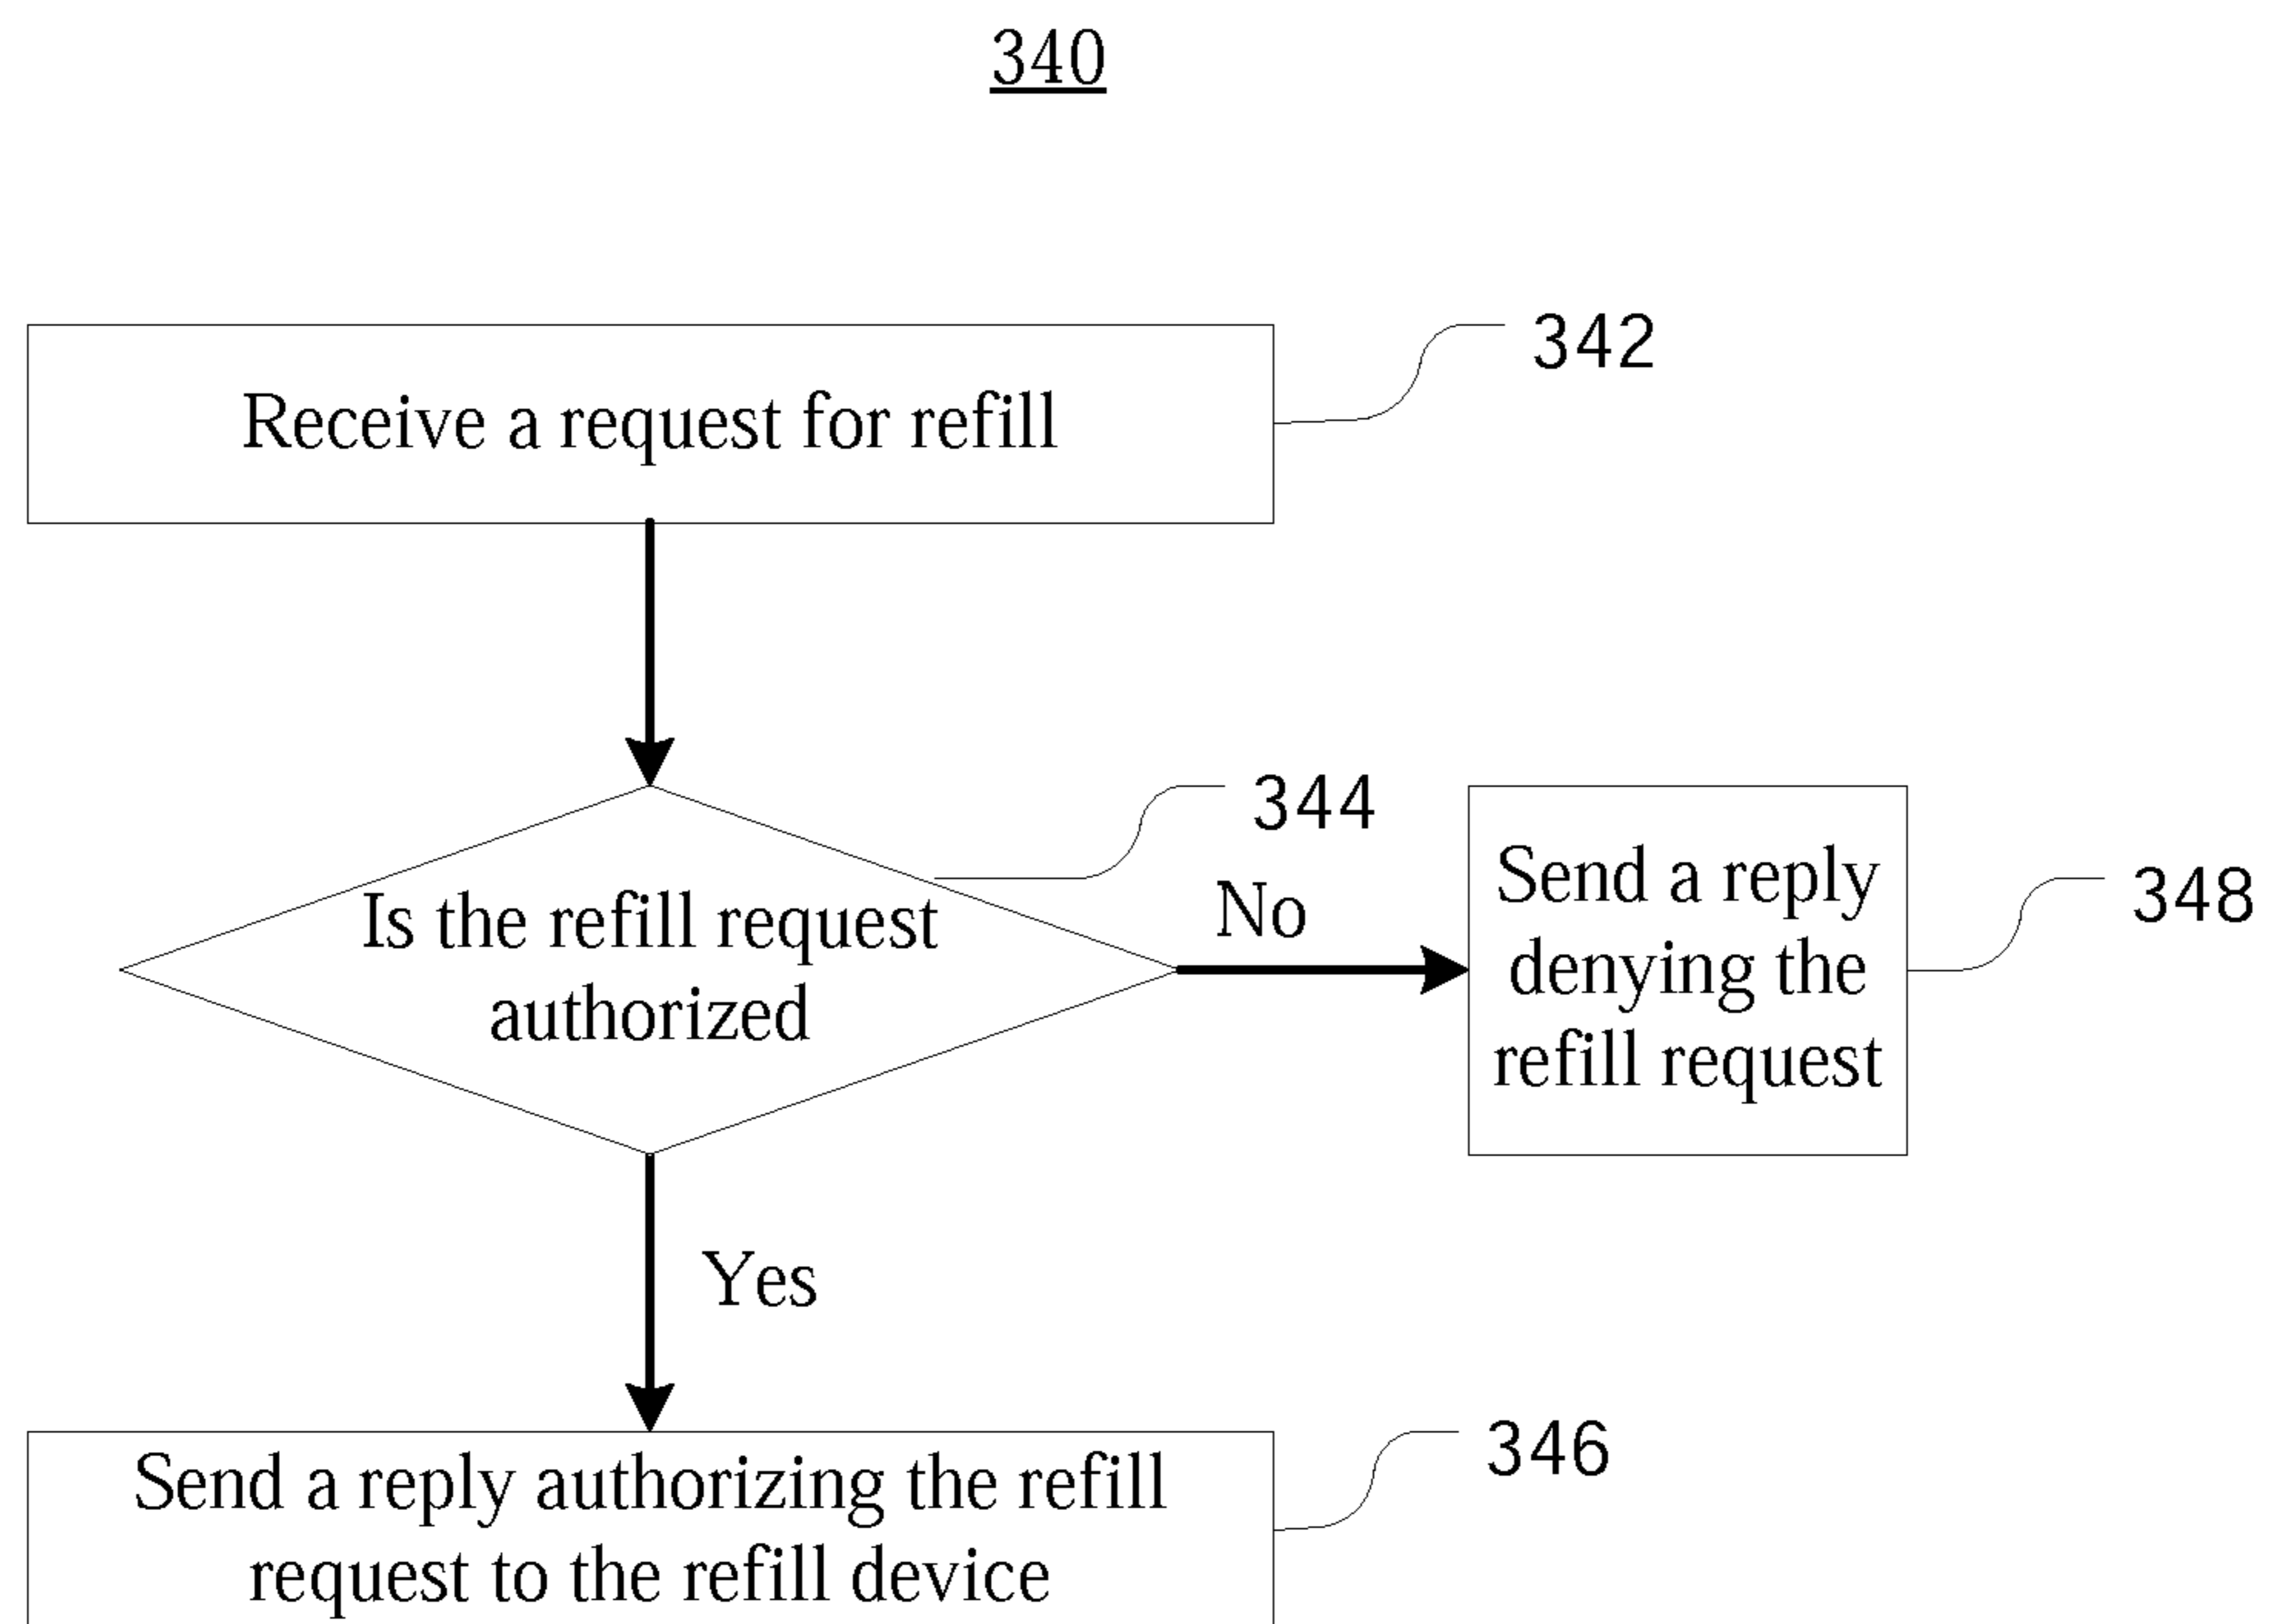 340
Receive a request for refill
342
Is the refill request
authorized
344
No
Send a reply
denying the
refill request
348
Yes
Send a reply authorizing the refill
request to the refill device
346